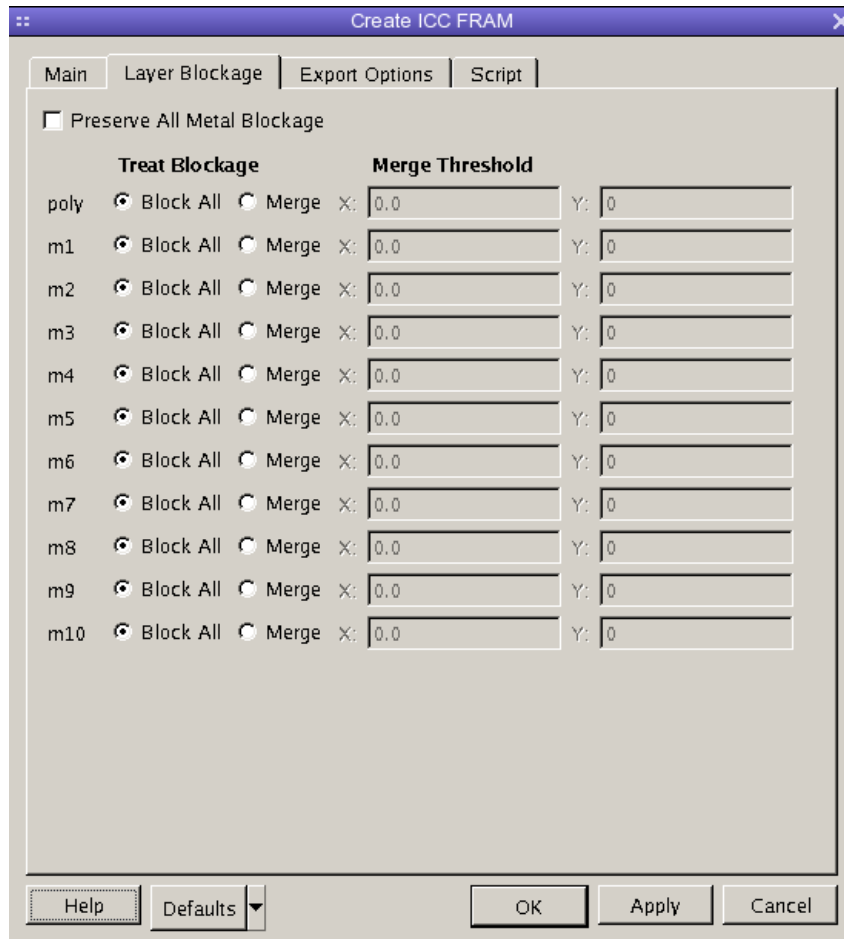 Create ICC FRAM
Main Layer Blockage Export Options Script
Preserve All Metal Blockage
Treat Blockage Merge Threshold
poly Block All Merge X: 0.0 Y: 0
m1 Block All Merge X: 0.0 Y: 0
m2 Block All Merge X: 0.0 Y: 0
m3 Block All Merge X: 0.0 Y: 0
m4 Block All Merge X: 0.0 Y: 0
m5 Block All Merge X: 0.0 Y: 0
m6 Block All Merge X: 0.0 Y: 0
m7 Block All Merge X: 0.0 Y: 0
m8 Block All Merge X: 0.0 Y: 0
m9 Block All Merge X: 0.0 Y: 0
m10 Block All Merge X: 0.0 Y: 0
Help Defaults OK Apply Cancel